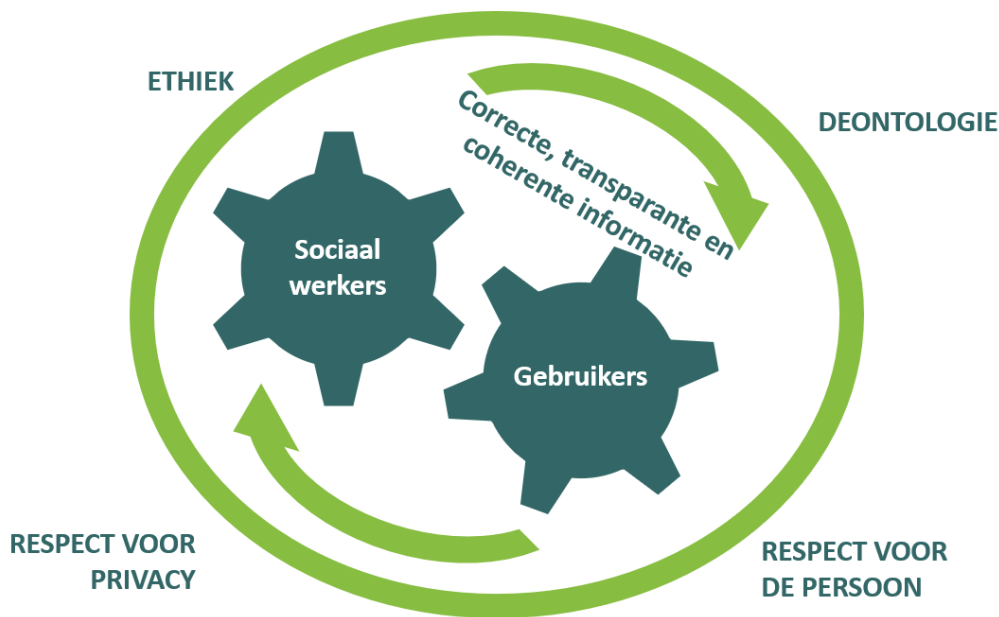 ETHIEK
DEONTOLOGIE
Correcte, transparante en
coherente informatie
Sociaal
werkers
Gebruikers
RESPECT VOOR
PRIVACY
RESPECT VOOR
DE PERSOON